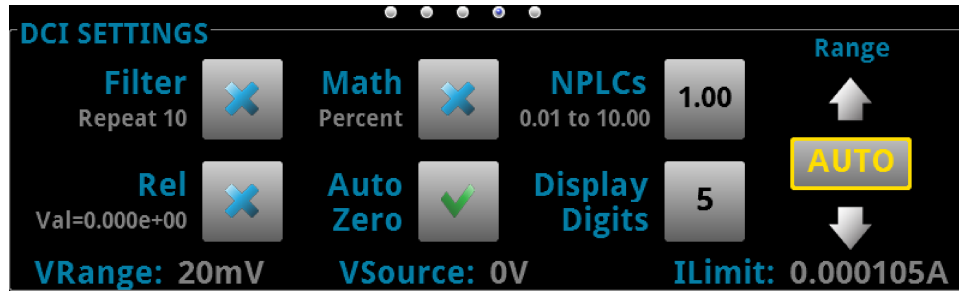 DCI SETTINGS
Range
Filter
Repeat 10
Math
Percent
NPLCs
0.01 to 10.00
1.00
AUTO
Rel
Val=0.000e+00
Auto
Zero
Display
Digits
5
VRange: 20mV
VSource: 0V
ILimit: 0.000105A